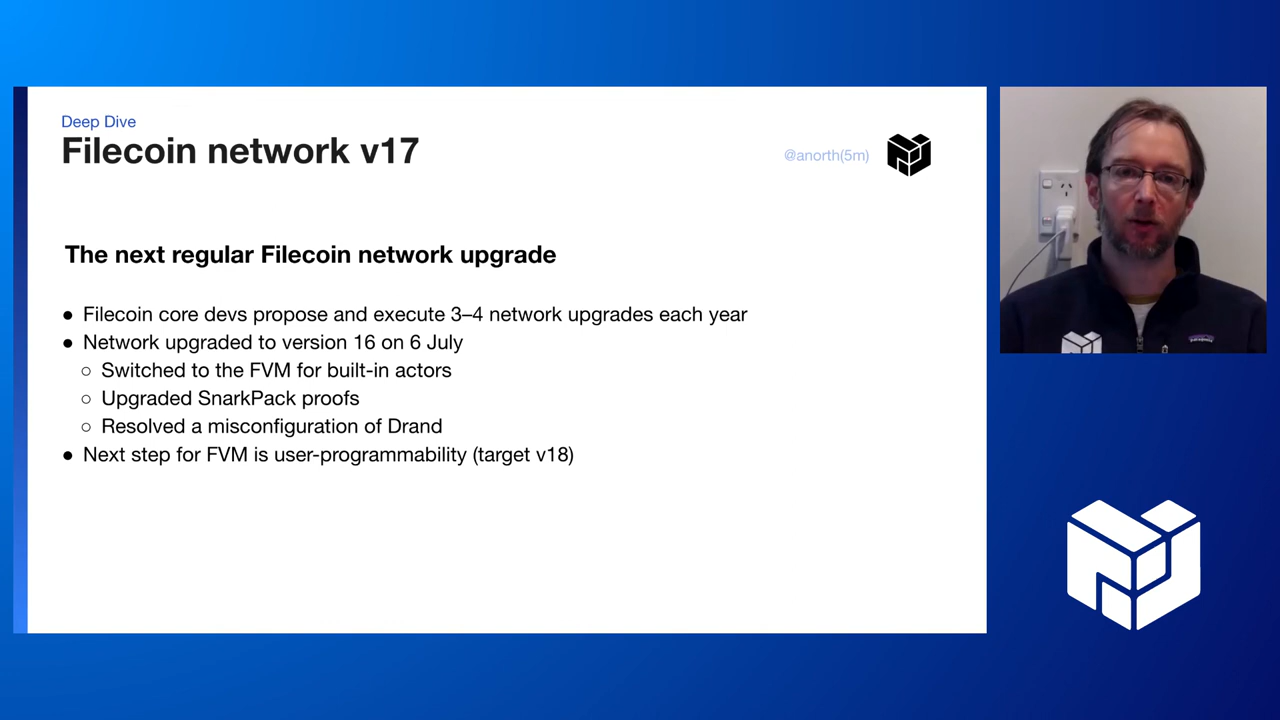 Deep Dive
Filecoin network v17
@anorth(5m)
The next regular Filecoin network upgrade
● Filecoin core devs propose and execute 3–4 network upgrades each year
● Network upgraded to version 16 on 6 July
○ Switched to the FVM for built-in actors
○ Upgraded SnarkPack proofs
○ Resolved a misconfiguration of Drand
● Next step for FVM is user-programmability (target v18)
patagonia